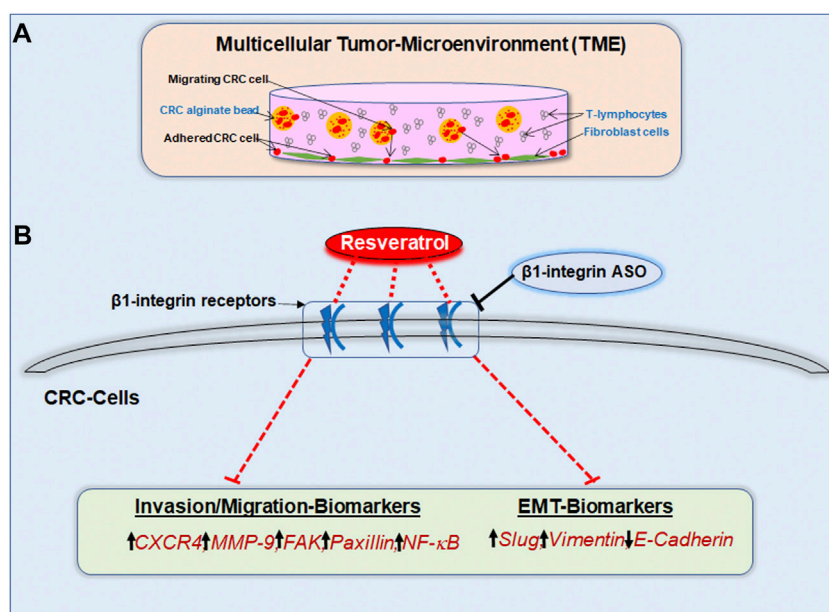 A
Multicellular Tumor-Microenvironment (TME)
Migrating CRC cell
CRC alginate bead
Adhered CRC cell
T-lymphocytes
Fibroblast cells
B
Resveratrol
β1-integrin ASO
β1-integrin receptors
CRC-Cells
Invasion/Migration-Biomarkers
↑CXCR4,↑MMP-9,↑FAK,↑Paxillin,↑NF-κB
EMT-Biomarkers
↑Slug,↑Vimentin,↓E-Cadherin